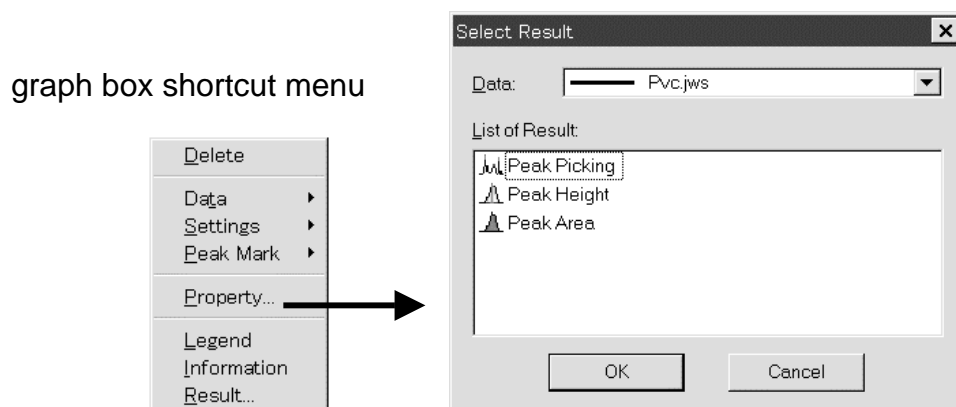 graph box shortcut menu
Delete
Data
Settings
Peak Mark
Property...
Legend
Information
Result...
Select Result
Data: Pvc.jws
List of Result:
Peak Picking
Peak Height
Peak Area
OK Cancel